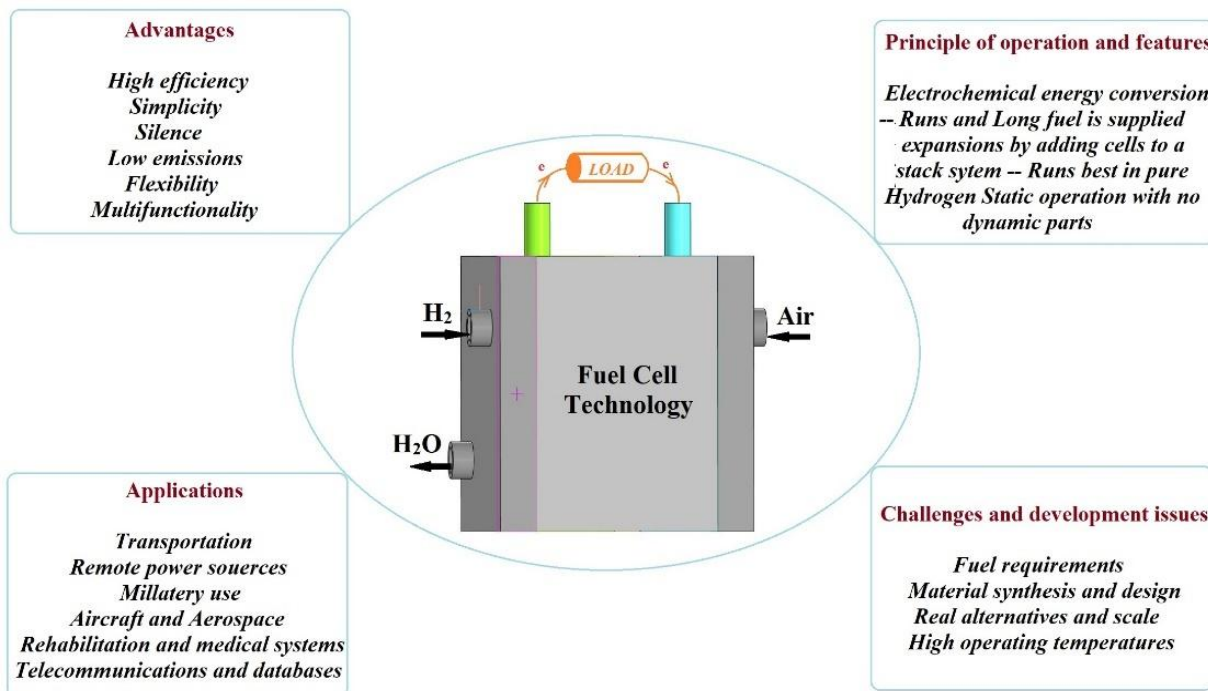 Advantages
High efficiency
Simplicity
Silence
Low emissions
Flexibility
Multifunctionality
Principle of operation and features
Electrochemical energy conversion
-- Runs and Long fuel is supplied
expansions by adding cells to a
stack sytem -- Runs best in pure
Hydrogen Static operation with no
dynamic parts
e
LOAD
e
H₂
Air
Fuel Cell
Technology
H₂O
Applications
Transportation
Remote power souerces
Millatery use
Aircraft and Aerospace
Rehabilitation and medical systems
Telecommunications and databases
Challenges and development issues
Fuel requirements
Material synthesis and design
Real alternatives and scale
High operating temperatures